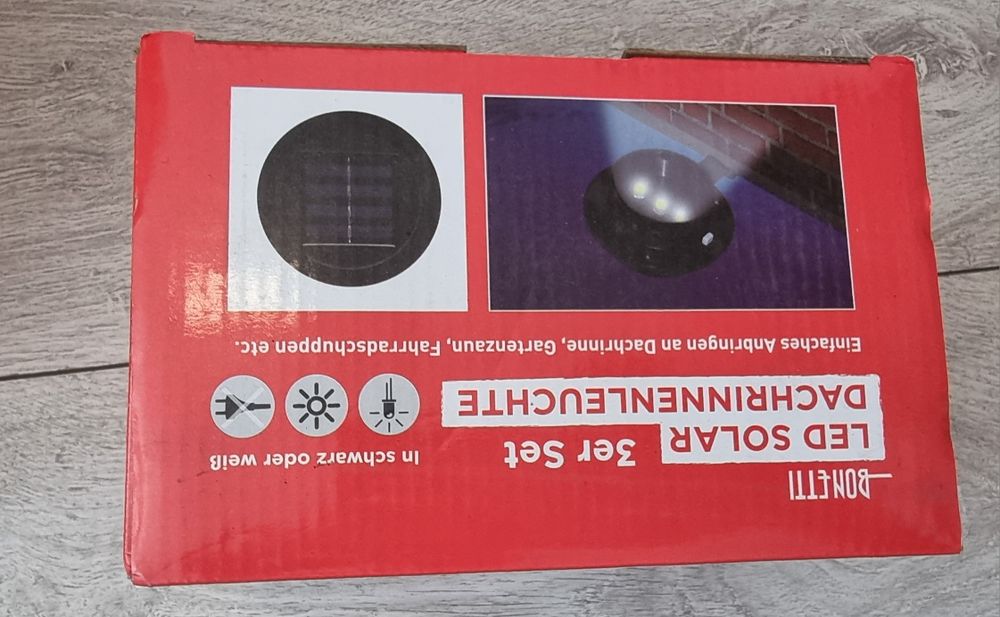 BONETTI
LED SOLAR 3er Set
DACHRINNENLEUCHTE
In schwarz oder weiß
Einfaches Anbringen an Dachrinne, Gartenzaun, Fahrradschuppen etc.